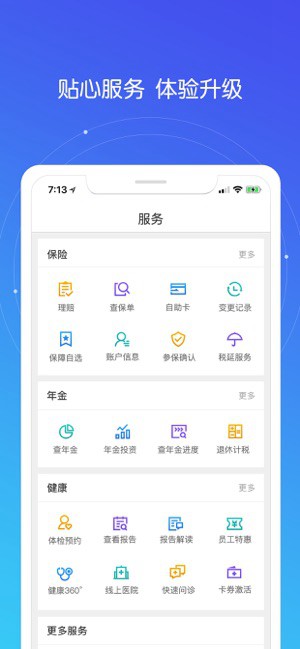 贴心服务 体验升级
7:13
服务
保险 更多
理赔 查保单 自助卡 变更记录
保障自选 账户信息 参保确认 税延服务
年金 更多
查年金 年金投资 查年金进度 退休计税
健康 更多
体检预约 查看报告 报告解读 员工特惠
健康360° 线上医院 快速问诊 卡券激活
更多服务